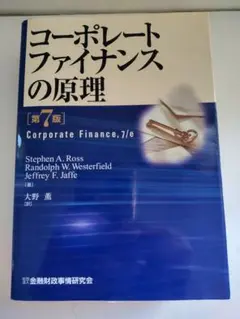 コーポレート
ファイナンス
の原理
[第7版]
Corporate Finance, 7/e
Stephen A. Ross
Randolph W. Westerfield
Jeffrey F. Jaffe
[著]
大野 薫
[訳]
金融財政事情研究会